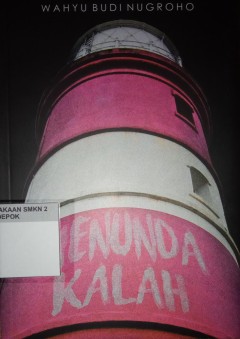 WAHYU BUDI NUGROHO
AKAAN SMKN 2
DEPOK
MENUNDA
KALAH